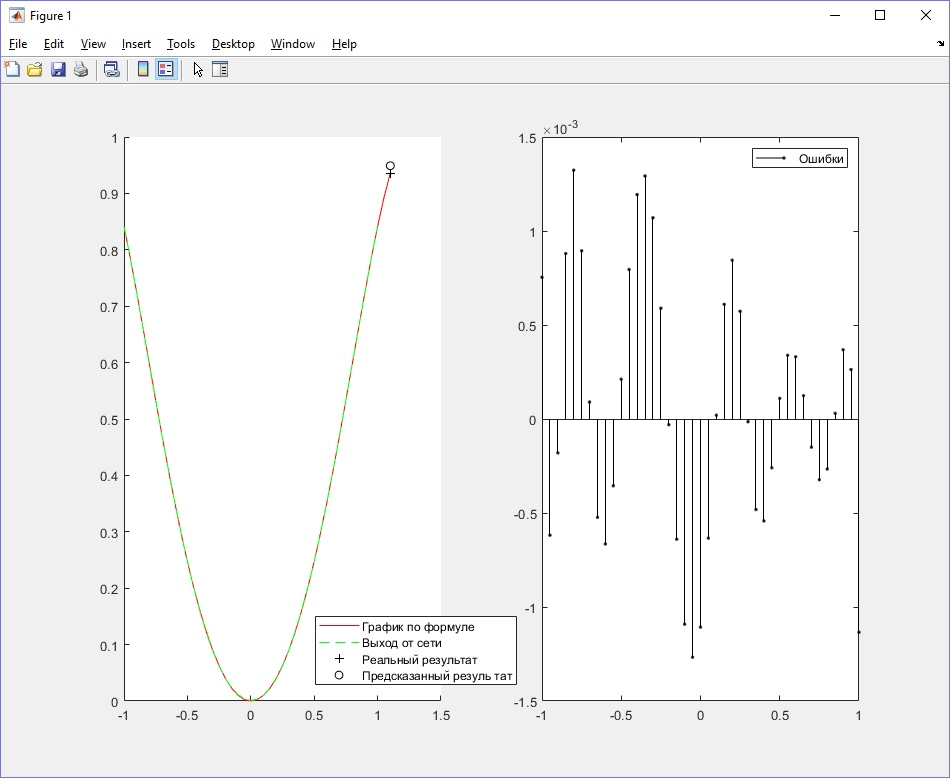 Figure 1
File Edit View Insert Tools Desktop Window Help
1
0.9
0.8
0.7
0.6
0.5
0.4
0.3
0.2
0.1
0
-1 -0.5 0 0.5 1 1.5
График по формуле
Выход от сети
Реальный результат
Предсказанный результат
×10-3
1.5
1
0.5
0
-0.5
-1
-1.5
-1 -0.5 0 0.5 1
Ошибки